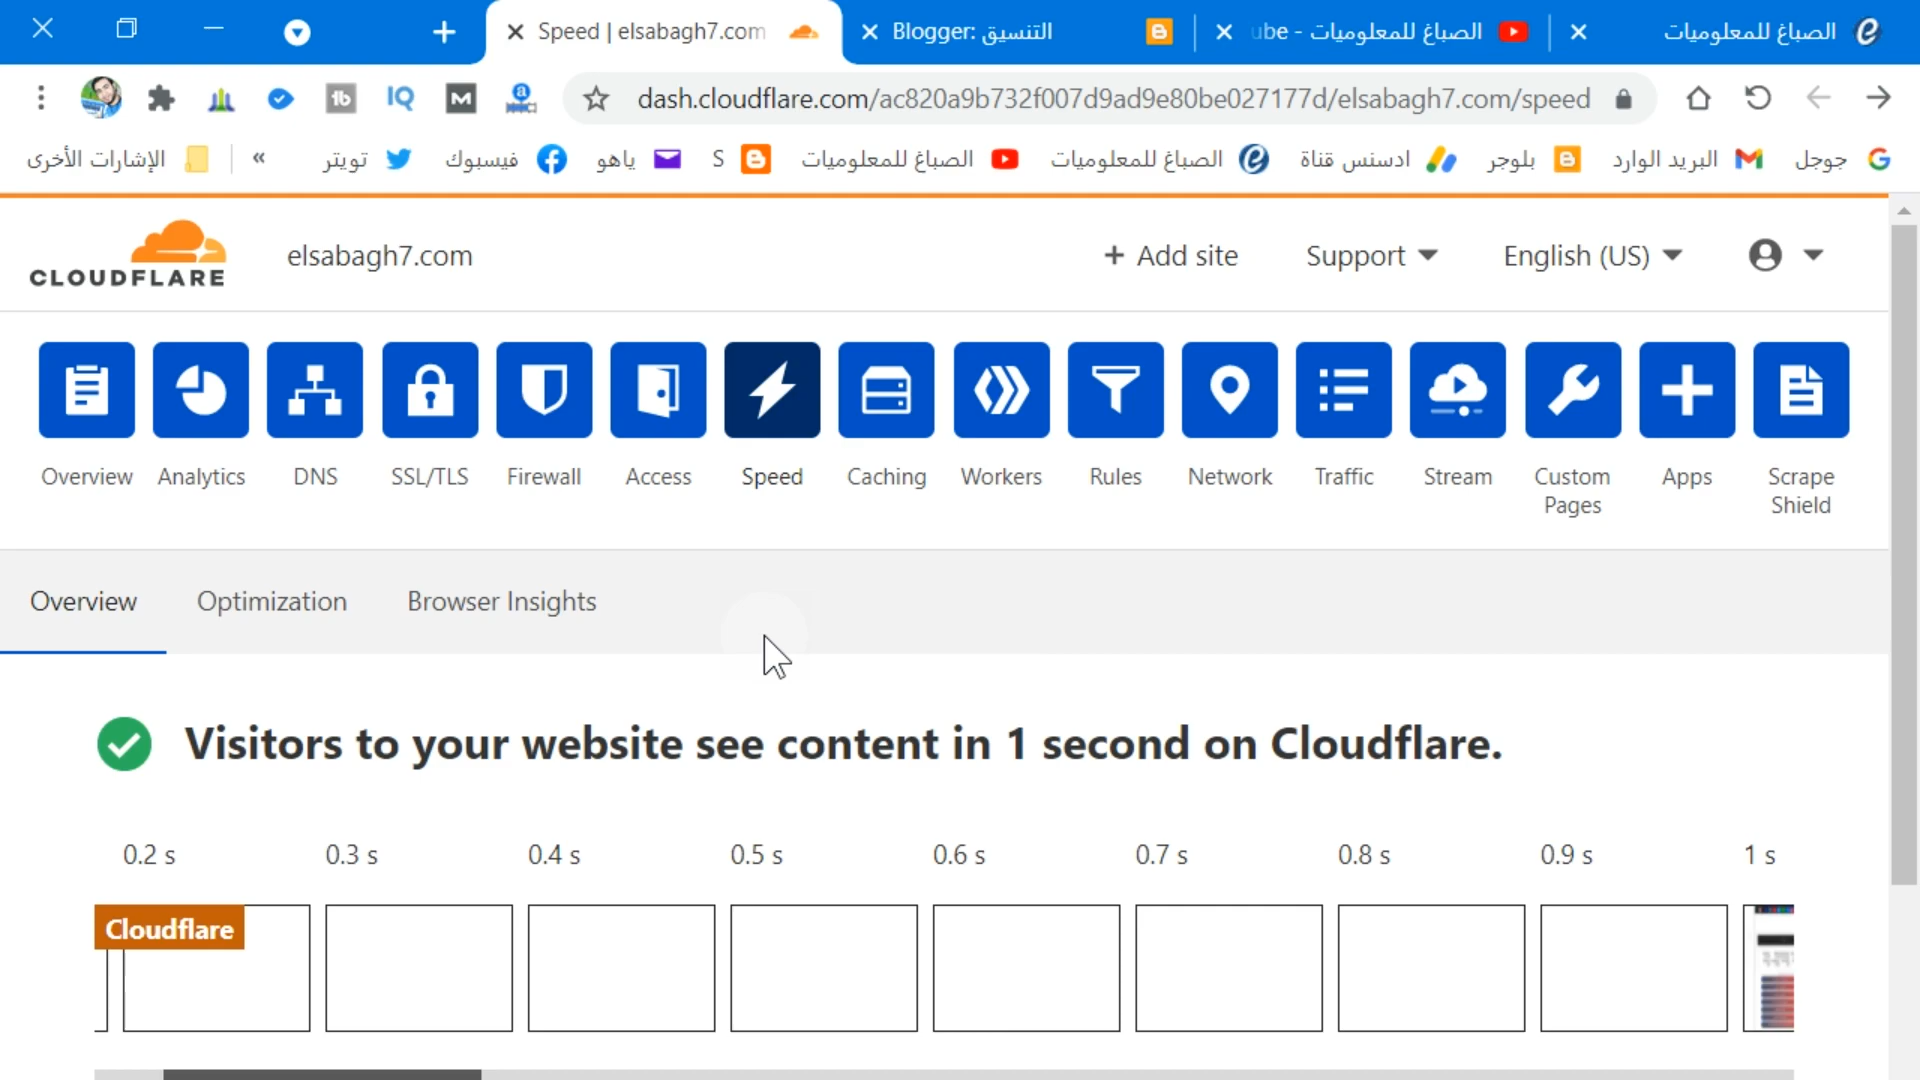 Speed | elsabagh7.com
Blogger: التنسيق
الصباغ للمعلوميات - ube
الصباغ للمعلوميات
dash.cloudflare.com/ac820a9b732f007d9ad9e80be027177d/elsabagh7.com/speed
جوجل
البريد الوارد
بلوجر
ادسنس قناة
الصباغ للمعلوميات
الصباغ للمعلوميات
S
ياهو
فيسبوك
تويتر
»
الإشارات الأخرى
CLOUDFLARE
elsabagh7.com
+ Add site
Support
English (US)
Overview
Analytics
DNS
SSL/TLS
Firewall
Access
Speed
Caching
Workers
Rules
Network
Traffic
Stream
Custom Pages
Apps
Scrape Shield
Overview
Optimization
Browser Insights
Visitors to your website see content in 1 second on Cloudflare.
0.2 s
0.3 s
0.4 s
0.5 s
0.6 s
0.7 s
0.8 s
0.9 s
1 s
Cloudflare